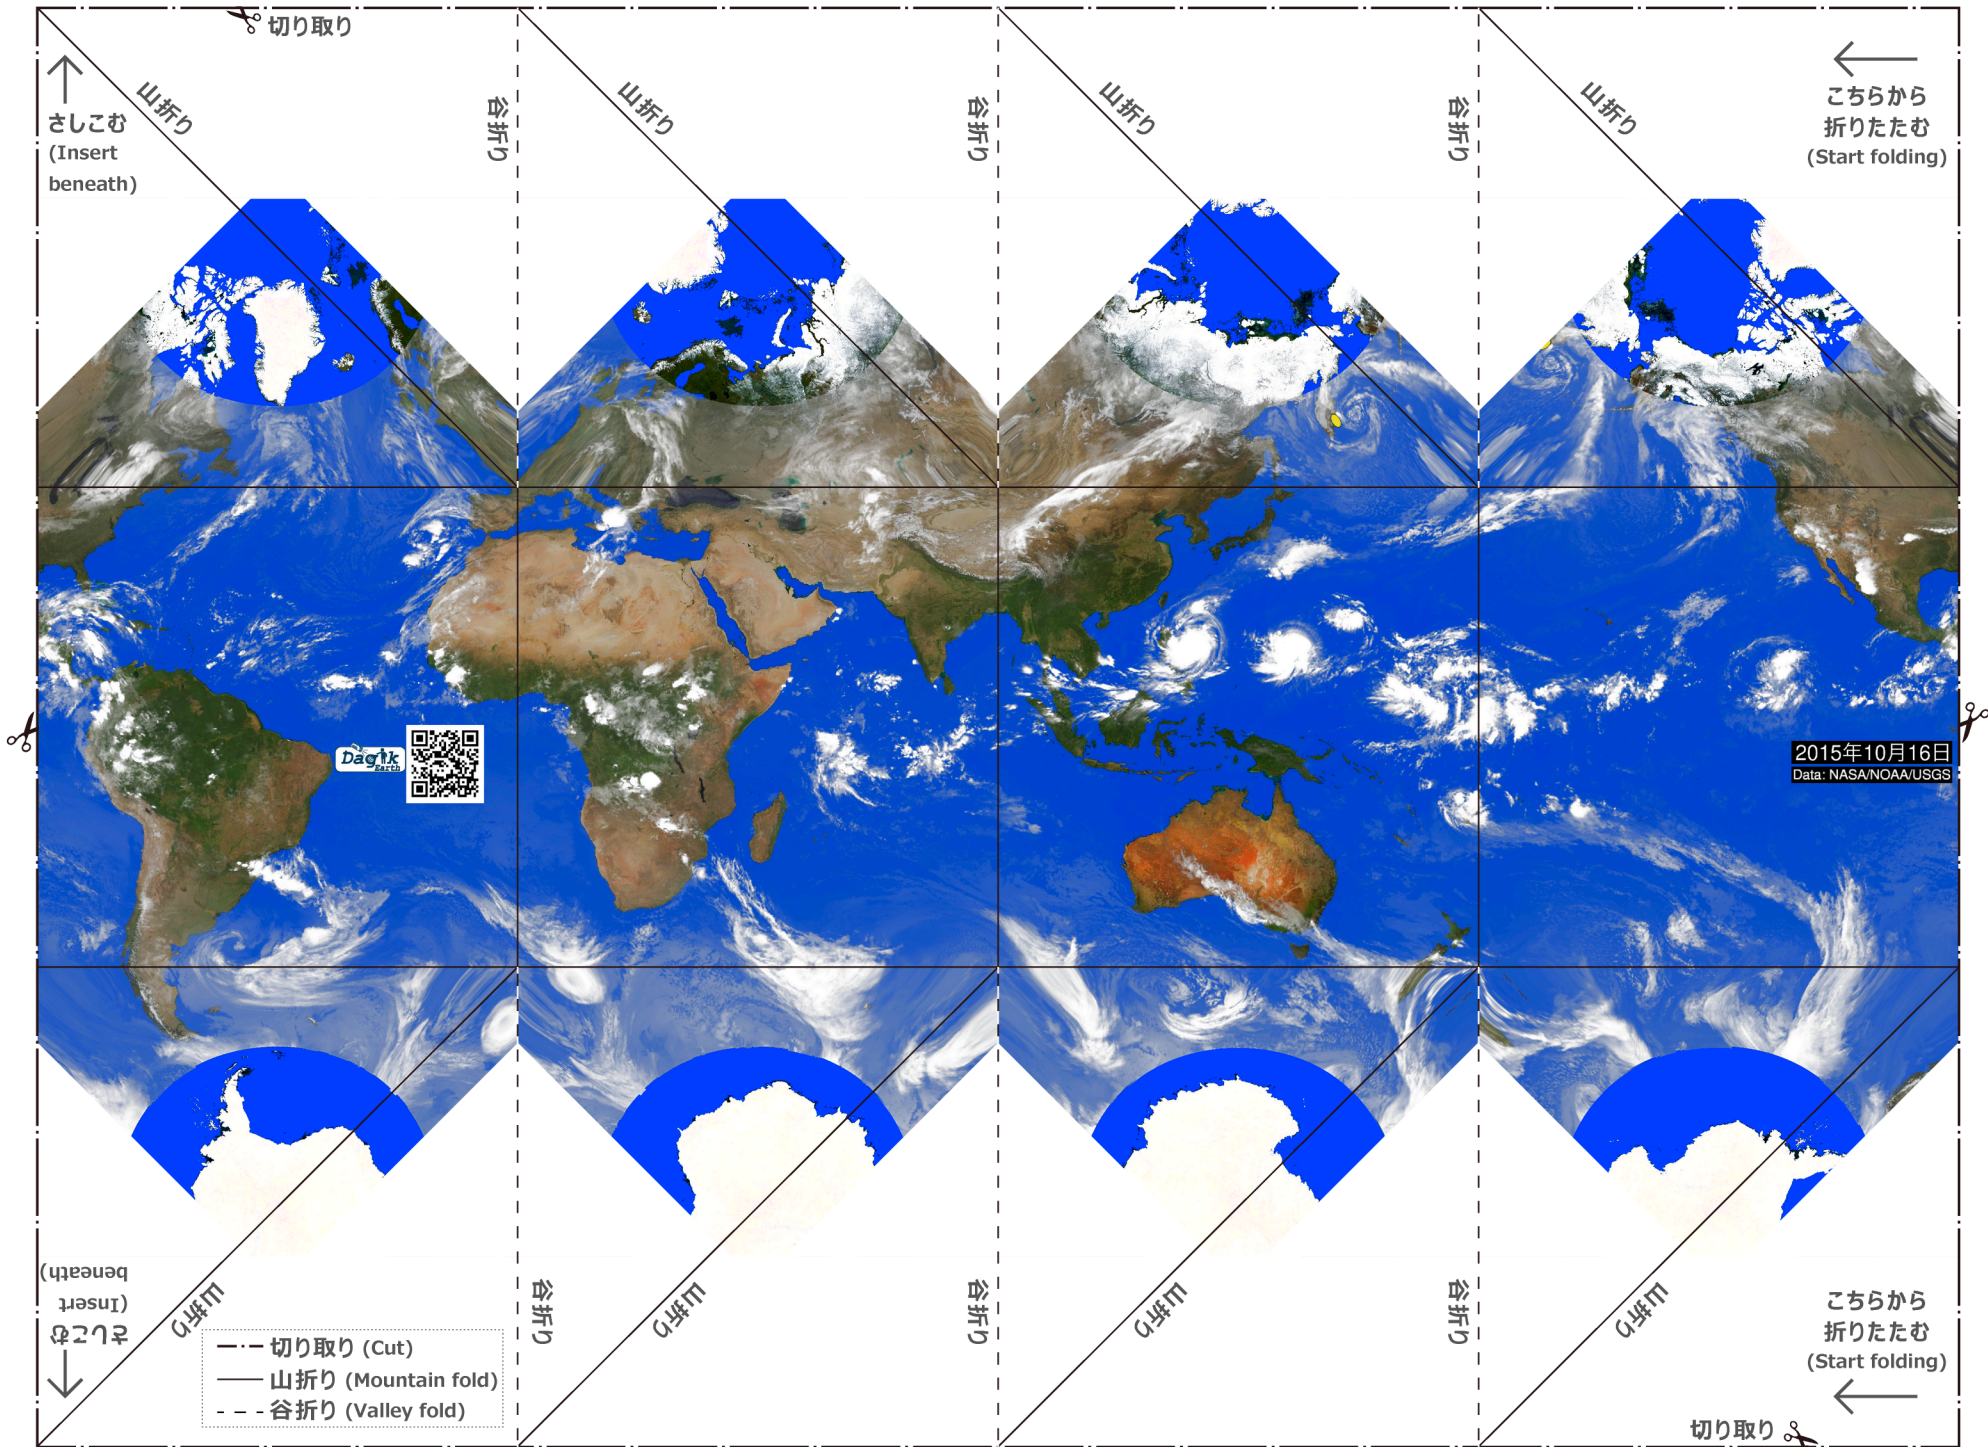 切り取り
さしこむ
(Insert
beneath)
山折り
谷折り
山折り
谷折り
山折り
谷折り
山折り
こちらから
折りたたむ
(Start folding)
Dagik
Earth
2015年10月16日
Data: NASA/NOAA/USGS
さしこむ
(Insert
beneath)
山折り
谷折り
山折り
谷折り
山折り
谷折り
山折り
こちらから
折りたたむ
(Start folding)
切り取り (Cut)
山折り (Mountain fold)
谷折り (Valley fold)
切り取り